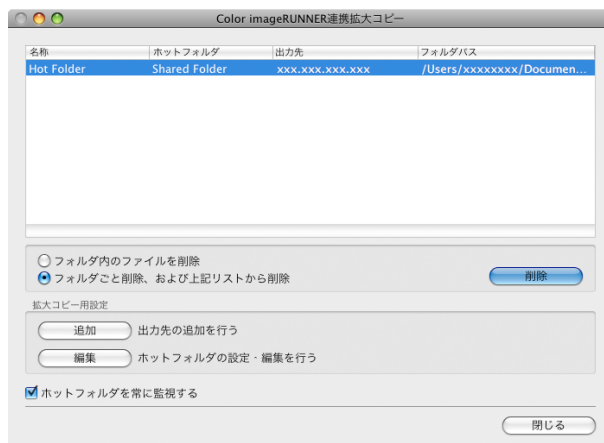 Color imageRUNNER連携拡大コピー
名称 ホットフォルダ 出力先 フォルダパス
Hot Folder Shared Folder xxx.xxx.xxx.xxx /Users/xxxxxxxx/Documen...
フォルダ内のファイルを削除
フォルダごと削除、および上記リストから削除 削除
拡大コピー用設定
追加 出力先の追加を行う
編集 ホットフォルダの設定・編集を行う
ホットフォルダを常に監視する
閉じる